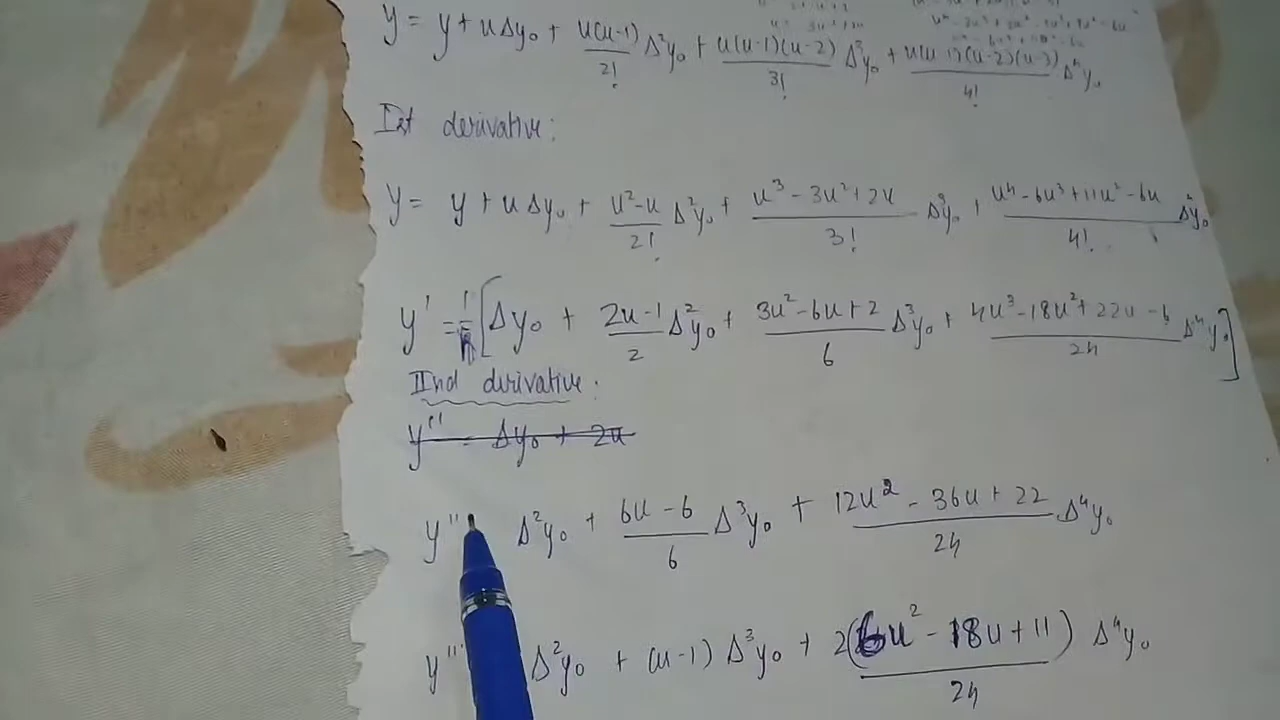 y = y + uΔy₀ + u(u-1)/2! Δ²y₀ + u(u-1)(u-2)/3! Δ³y₀ + u(u-1)(u-2)(u-3)/4! Δ⁴y₀
Ist derivative:
y = y + uΔy₀ + u²-u/2! Δ²y₀ + u³-3u²+2u/3! Δ³y₀ + u⁴-6u³+11u²-6u/4! Δ⁴y₀
y' = 1/h [Δy₀ + 2u-1/2 Δ²y₀ + 3u²-6u+2/6 Δ³y₀ + 4u³-18u²+22u-6/24 Δ⁴y₀]
IInd derivative:
y'' = Δy₀ + 2u
y'' Δ²y₀ + 6u-6/6 Δ³y₀ + 12u²-36u+22/24 Δ⁴y₀
y'' Δ²y₀ + (u-1) Δ³y₀ + 2(6u²-18u+11)/24 Δ⁴y₀